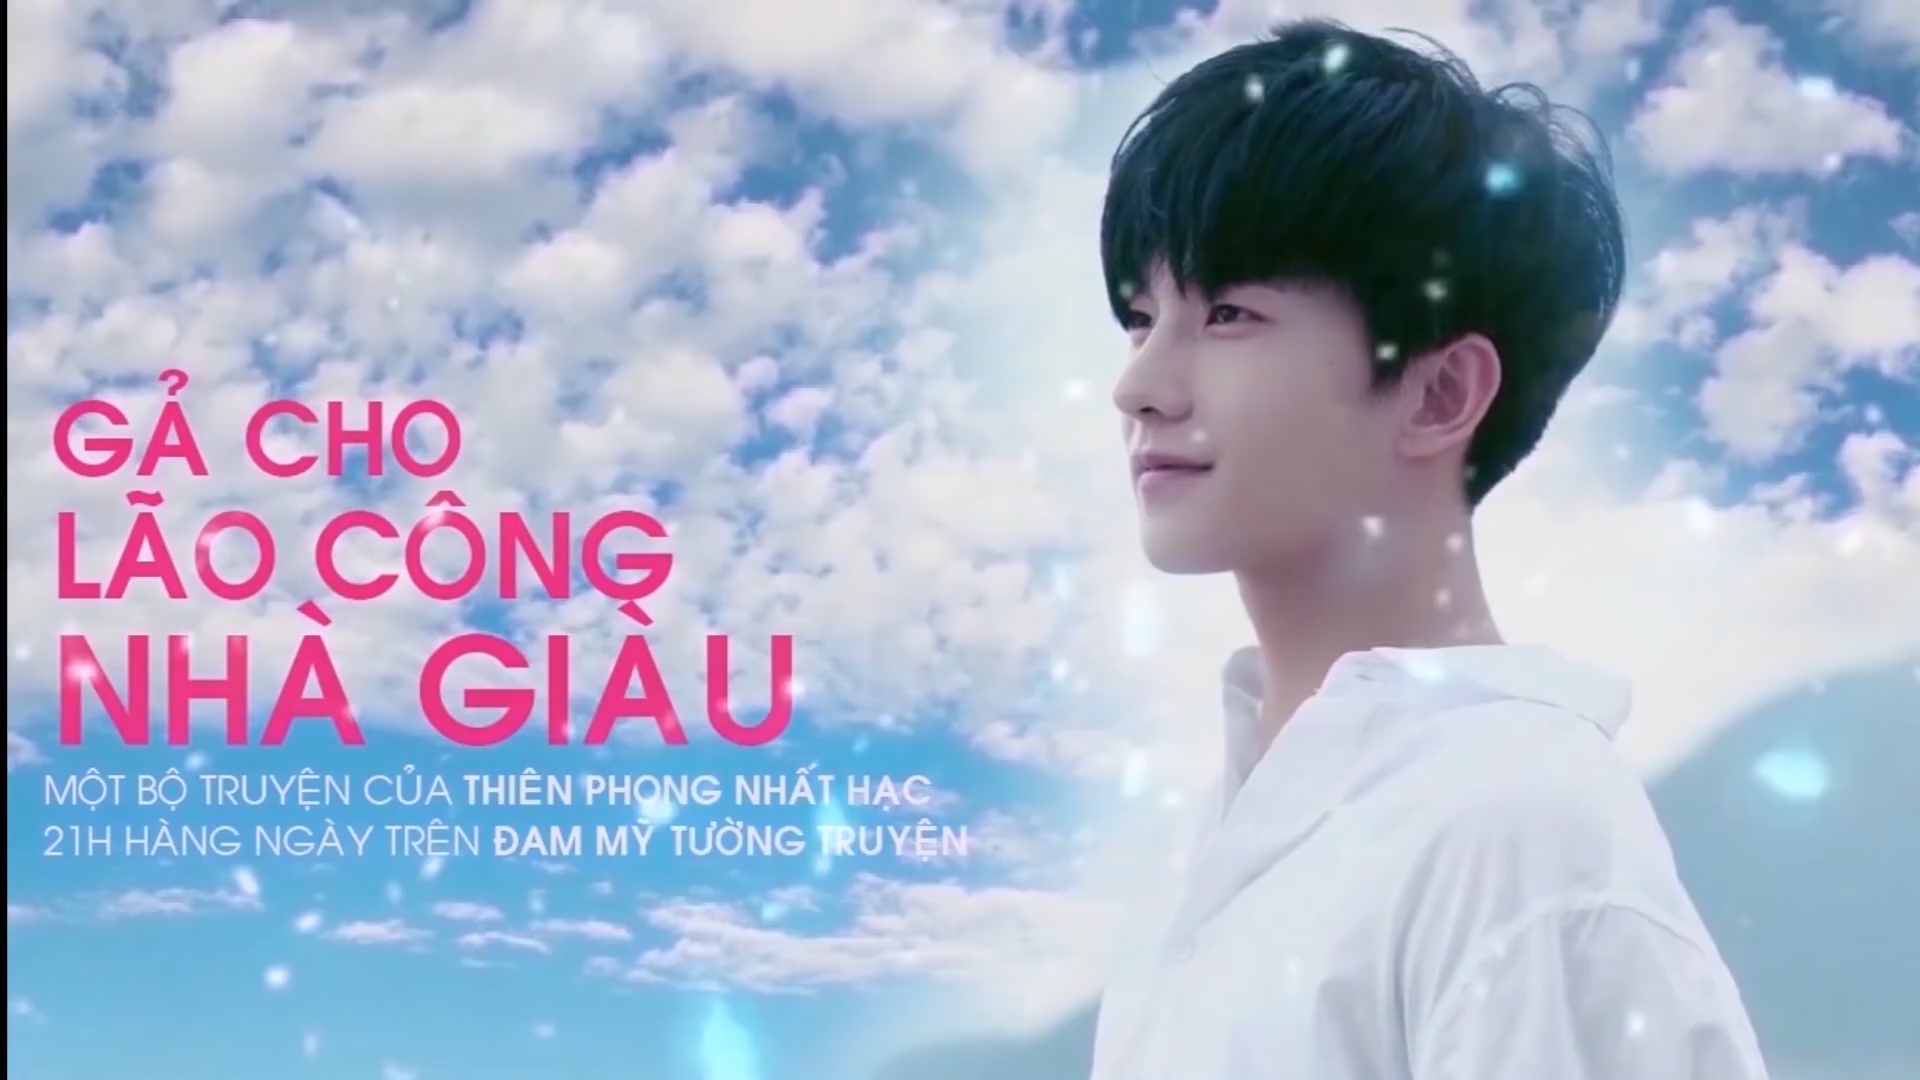 GẢ CHO
LÃO CÔNG
NHÀ GIÀU
MỘT BỘ TRUYỆN CỦA THIÊN PHONG NHẤT HẠC
21H HÀNG NGÀY TRÊN ĐAM MỸ TƯỜNG TRUYỆN